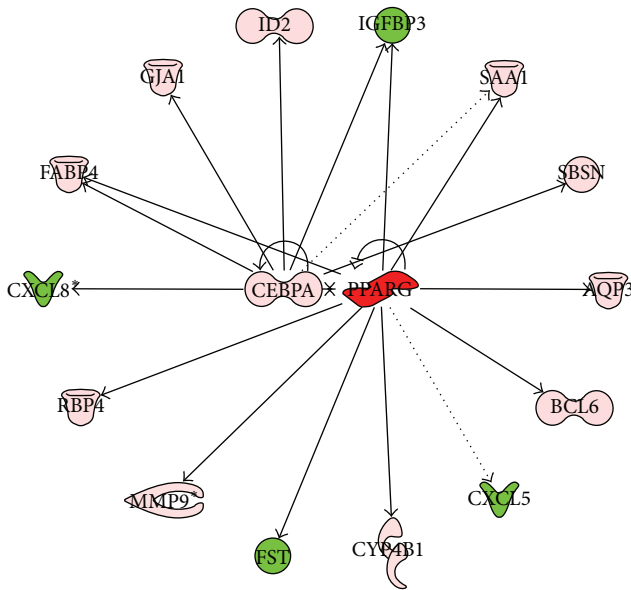 ID2
IGFBP3
GJA1
SAA1
FABP4
SBSN
CXCL8*
CEBPA
PPARG
AQP3
RBP4
BCL6
MMP9*
CXCL5
FST
CYP4B1